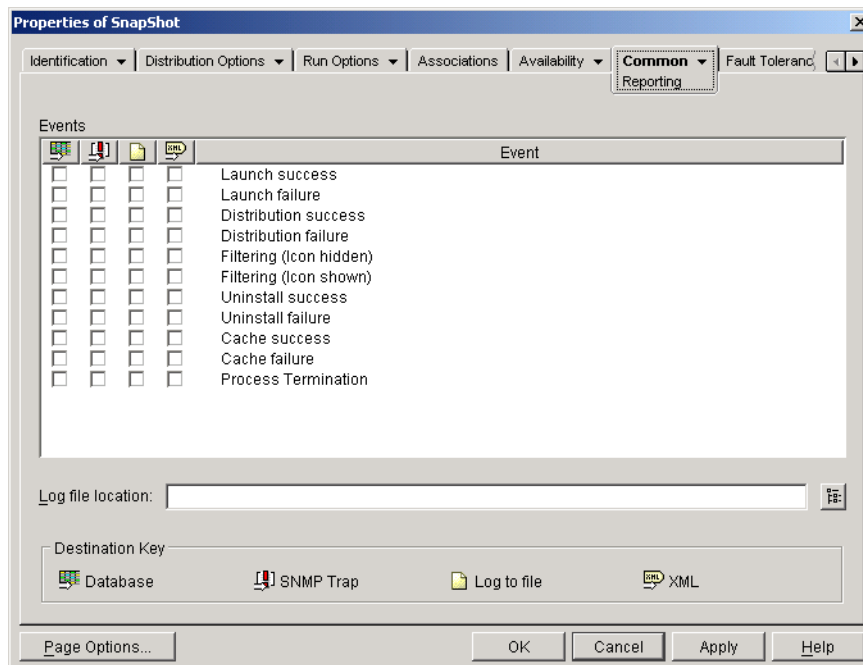 Properties of SnapShot
Identification Distribution Options Run Options Associations Availability Common Fault Toleranc
Reporting
Events
XML Event
Launch success
Launch failure
Distribution success
Distribution failure
Filtering (Icon hidden)
Filtering (Icon shown)
Uninstall success
Uninstall failure
Cache success
Cache failure
Process Termination
Log file location:
Destination Key
Database SNMP Trap Log to file XML XML
Page Options... OK Cancel Apply Help